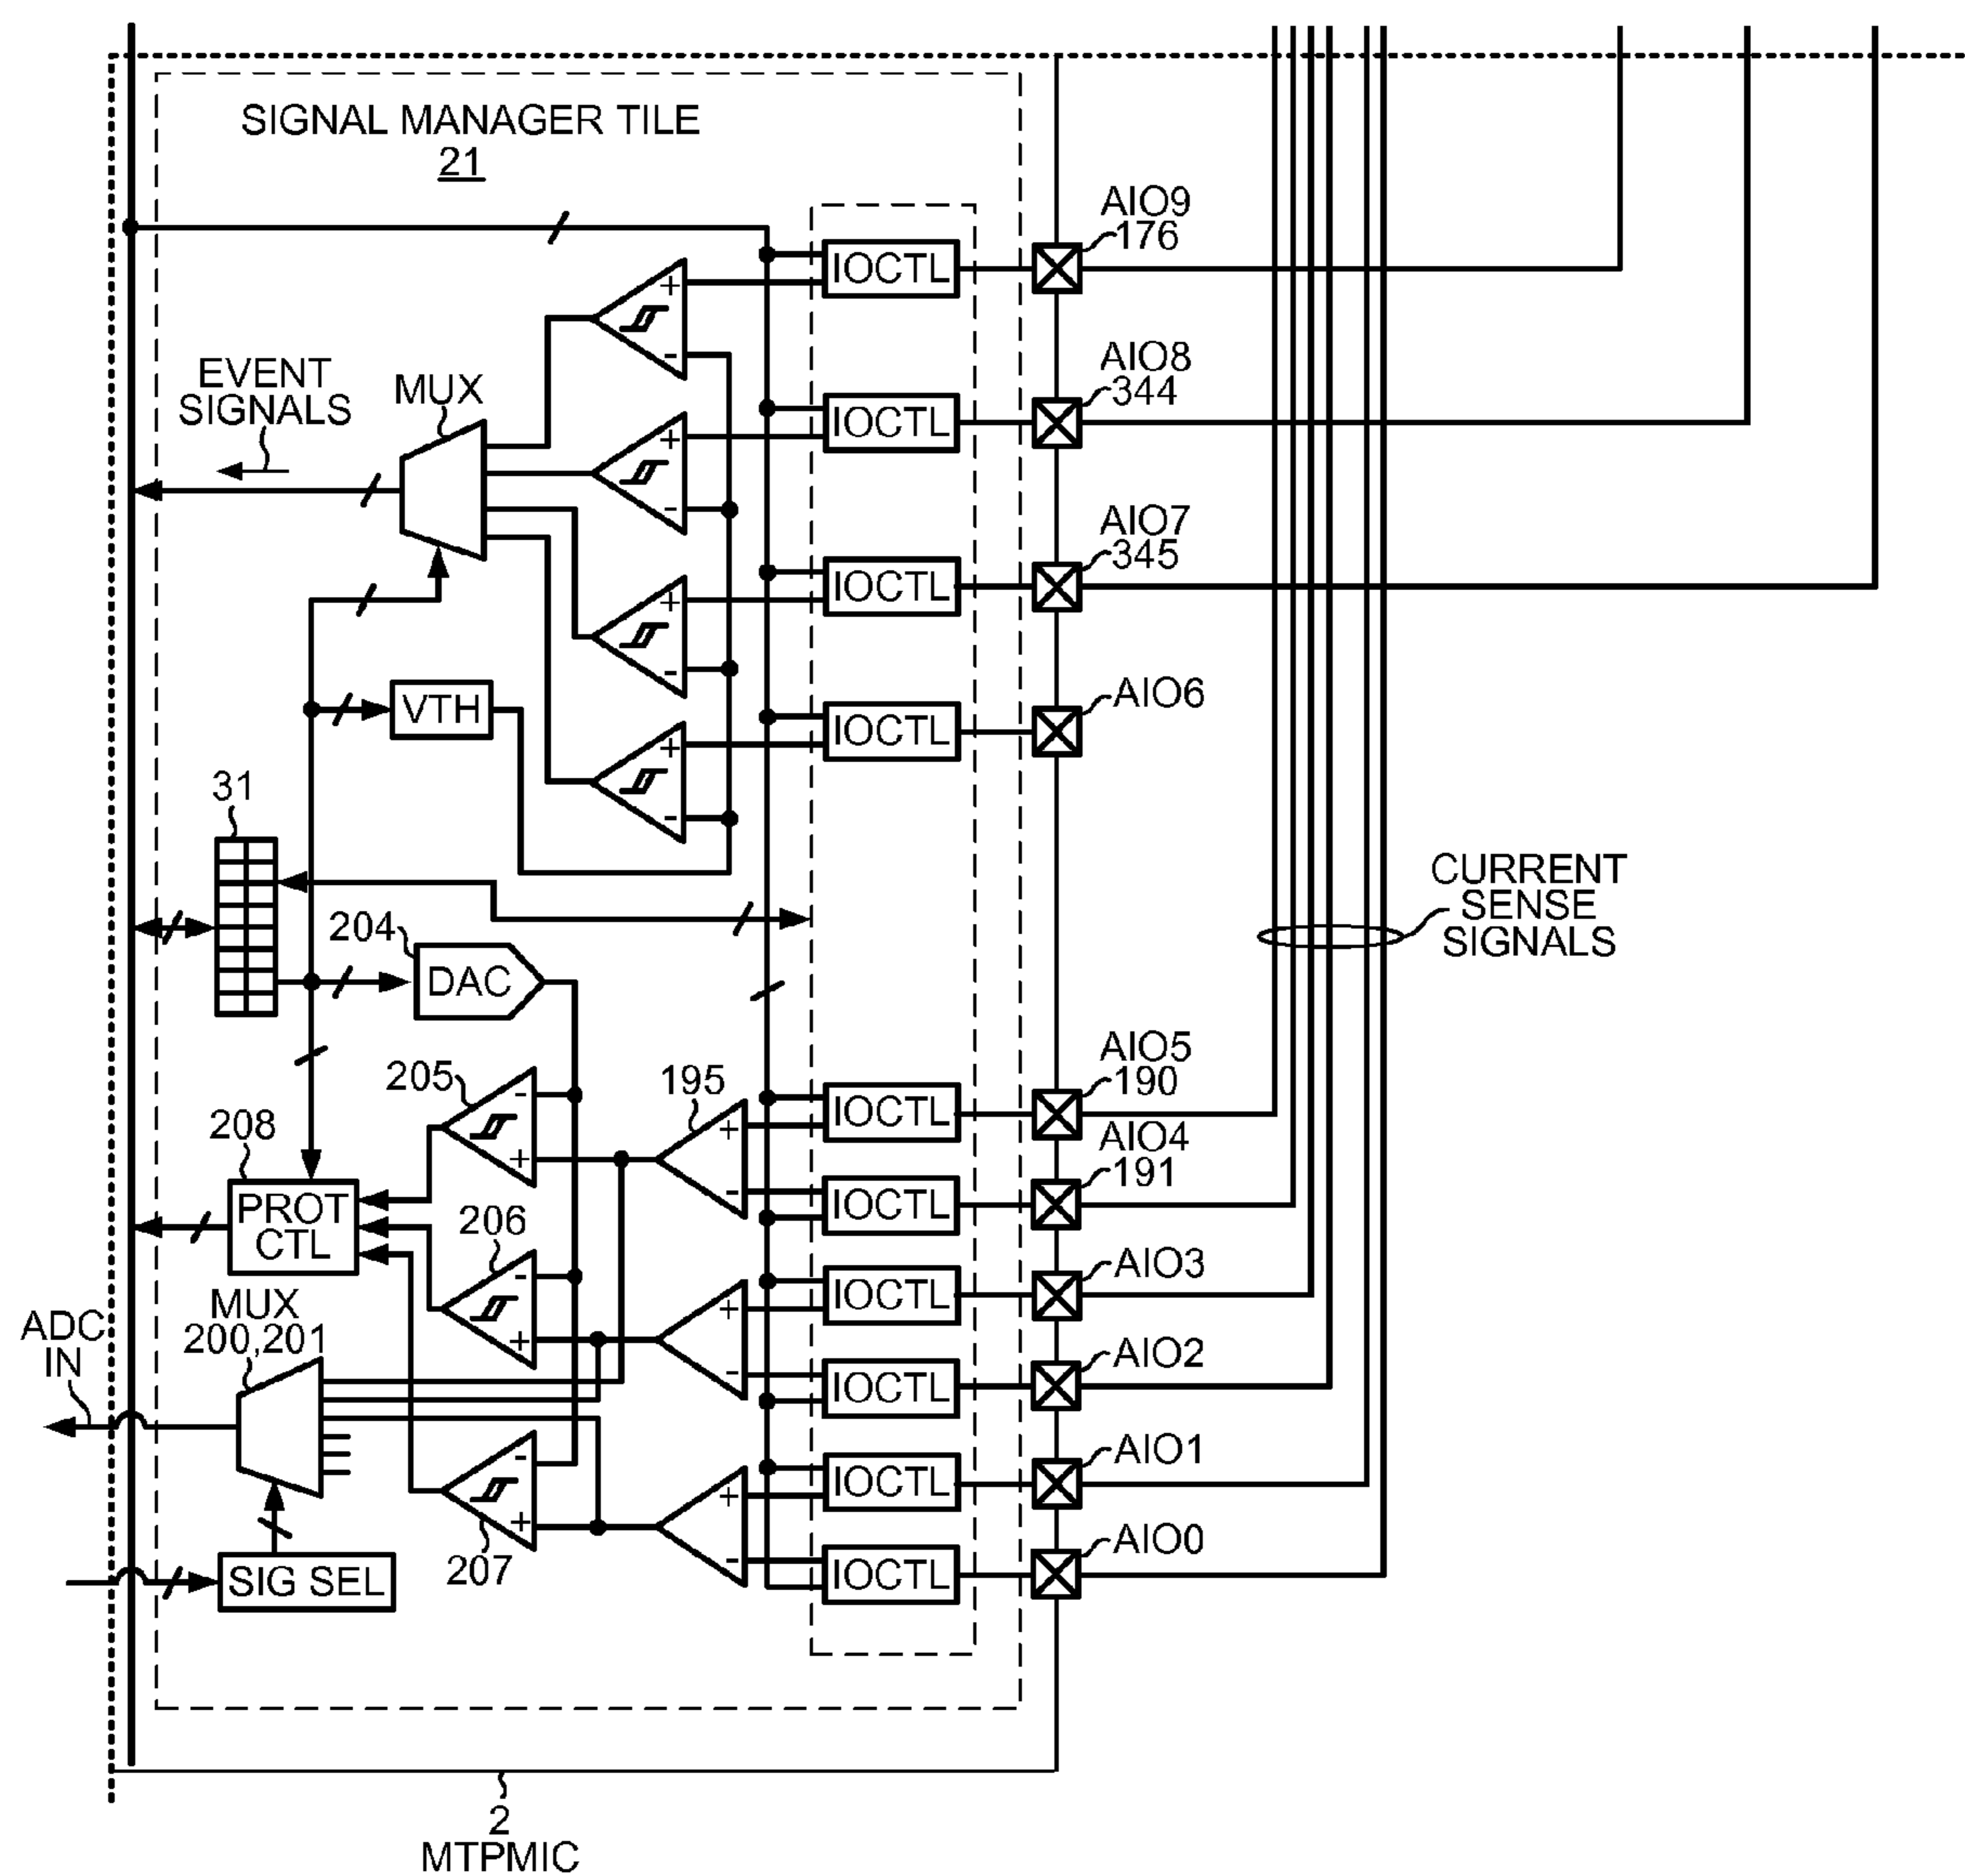 SIGNAL MANAGER TILE
21
AIO9
176
IOCTL
+
-
AIO8
344
IOCTL
+
-
EVENT
SIGNALS
MUX
AIO7
345
IOCTL
+
-
AIO6
IOCTL
+
-
VTH
31
CURRENT
SENSE
SIGNALS
204
DAC
AIO5
190
IOCTL
205
-
+
195
+
-
AIO4
191
IOCTL
208
PROT
CTL
206
-
+
AIO3
IOCTL
+
-
AIO2
IOCTL
MUX
200,201
ADC
IN
AIO1
IOCTL
-
+
207
+
-
AIO0
IOCTL
SIG SEL
2
MTPMIC